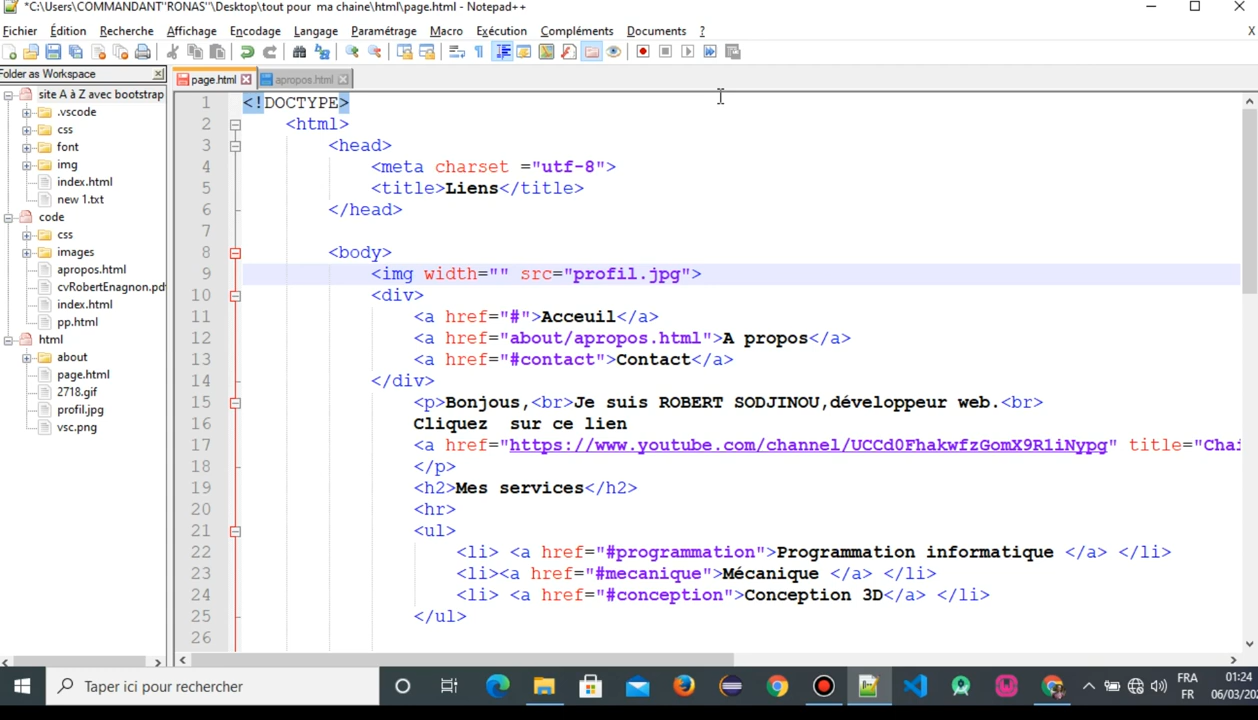 *C:\Users\COMMANDANT"RONAS"\Desktop\tout pour ma chaine\html\page.html - Notepad++
Fichier Édition Recherche Affichage Encodage Langage Paramétrage Macro Exécution Compléments Documents ? X
Folder as Workspace
page.html apropos.html
site A à Z avec bootstrap
.vscode
css
font
img
index.html
new 1.txt
code
css
images
apropos.html
cvRobertEnagnon.pdf
index.html
pp.html
html
about
page.html
2718.gif
profil.jpg
vsc.png
1 <!DOCTYPE>
2 <html>
3 <head>
4 <meta charset ="utf-8">
5 <title>Liens</title>
6 </head>
7
8 <body>
9 <img width="" src="profil.jpg">
10 <div>
11 <a href="#">Acceuil</a>
12 <a href="about/apropos.html">A propos</a>
13 <a href="#contact">Contact</a>
14 </div>
15 <p>Bonjous,<br>Je suis ROBERT SODJINOU,développeur web.<br>
16 Cliquez  sur ce lien
17 <a href="https://www.youtube.com/channel/UCCd0FhakwfzGomX9R1iNypg" title="Chai
18 </p>
19 <h2>Mes services</h2>
20 <hr>
21 <ul>
22 <li> <a href="#programmation">Programmation informatique </a> </li>
23 <li><a href="#mecanique">Mécanique </a> </li>
24 <li> <a href="#conception">Conception 3D</a> </li>
25 </ul>
26
Taper ici pour rechercher
FRA
FR
01:24
06/03/202